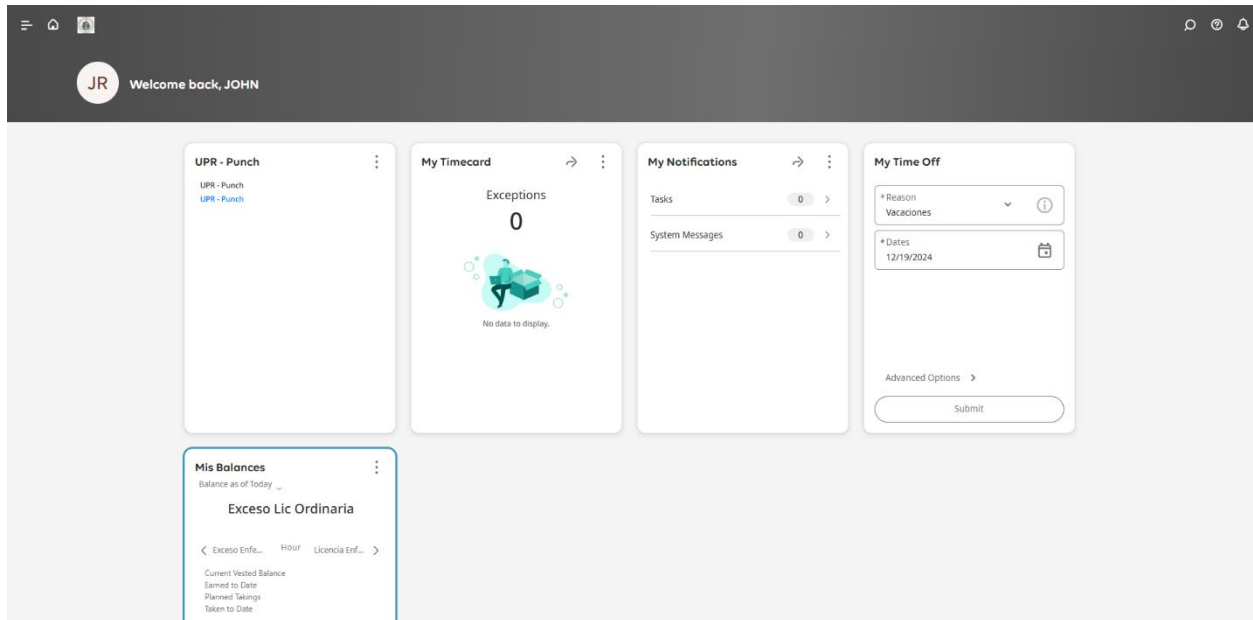 JR
Welcome back, JOHN
UPR - Punch
UPR - Punch
UPR - Punch
My Timecard
Exceptions
0
No data to display.
My Notifications
Tasks 0
System Messages 0
My Time Off
*Reason
Vacaciones
*Dates
12/19/2024
Advanced Options
Submit
Mis Balances
Balance as of Today
Exceso Lic Ordinaria
Exceso Enfe... Hour Licencia Enf...
Current Vested Balance
Earned to Date
Planned Takings
Taken to Date